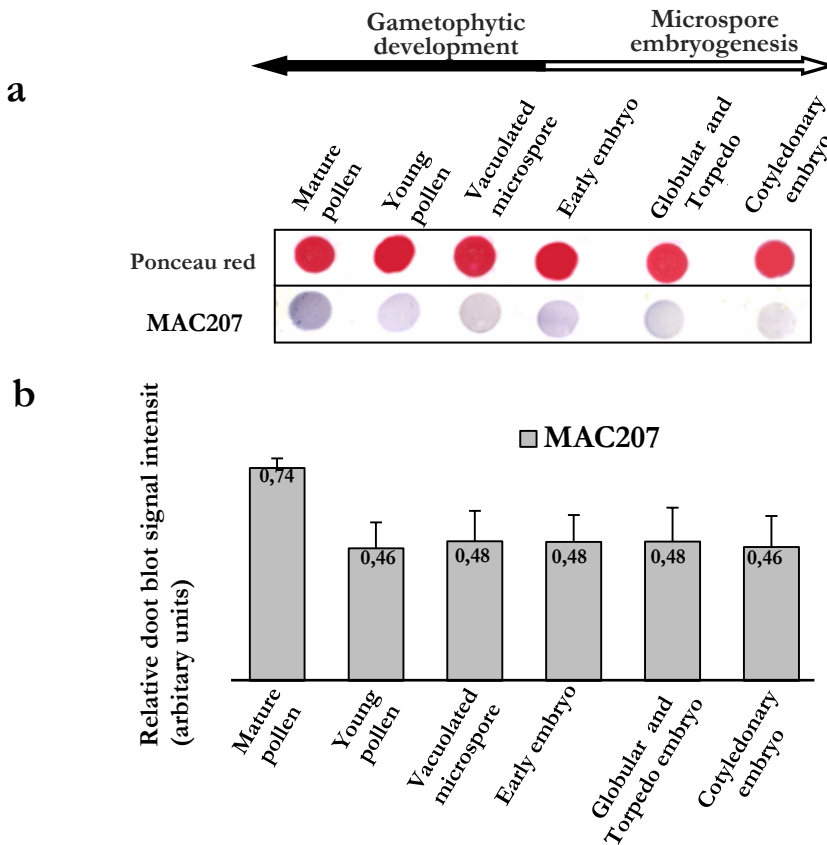 Gametophytic
development
Microspore
embryogenesis
a
Mature
pollen
Young
pollen
Vacuolated
microspore
Early embryo
Globular and
Torpedo
Cotyledonary
embryo
Ponceau red
MAC207
b
MAC207
Relative doot blot signal intensit
(arbitary units)
0,74
0,46
0,48
0,48
0,48
0,46
Mature
pollen
Young
pollen
Vacuolated
microspore
Early embryo
Globular and
Torpedo embryo
Cotyledonary
embryo